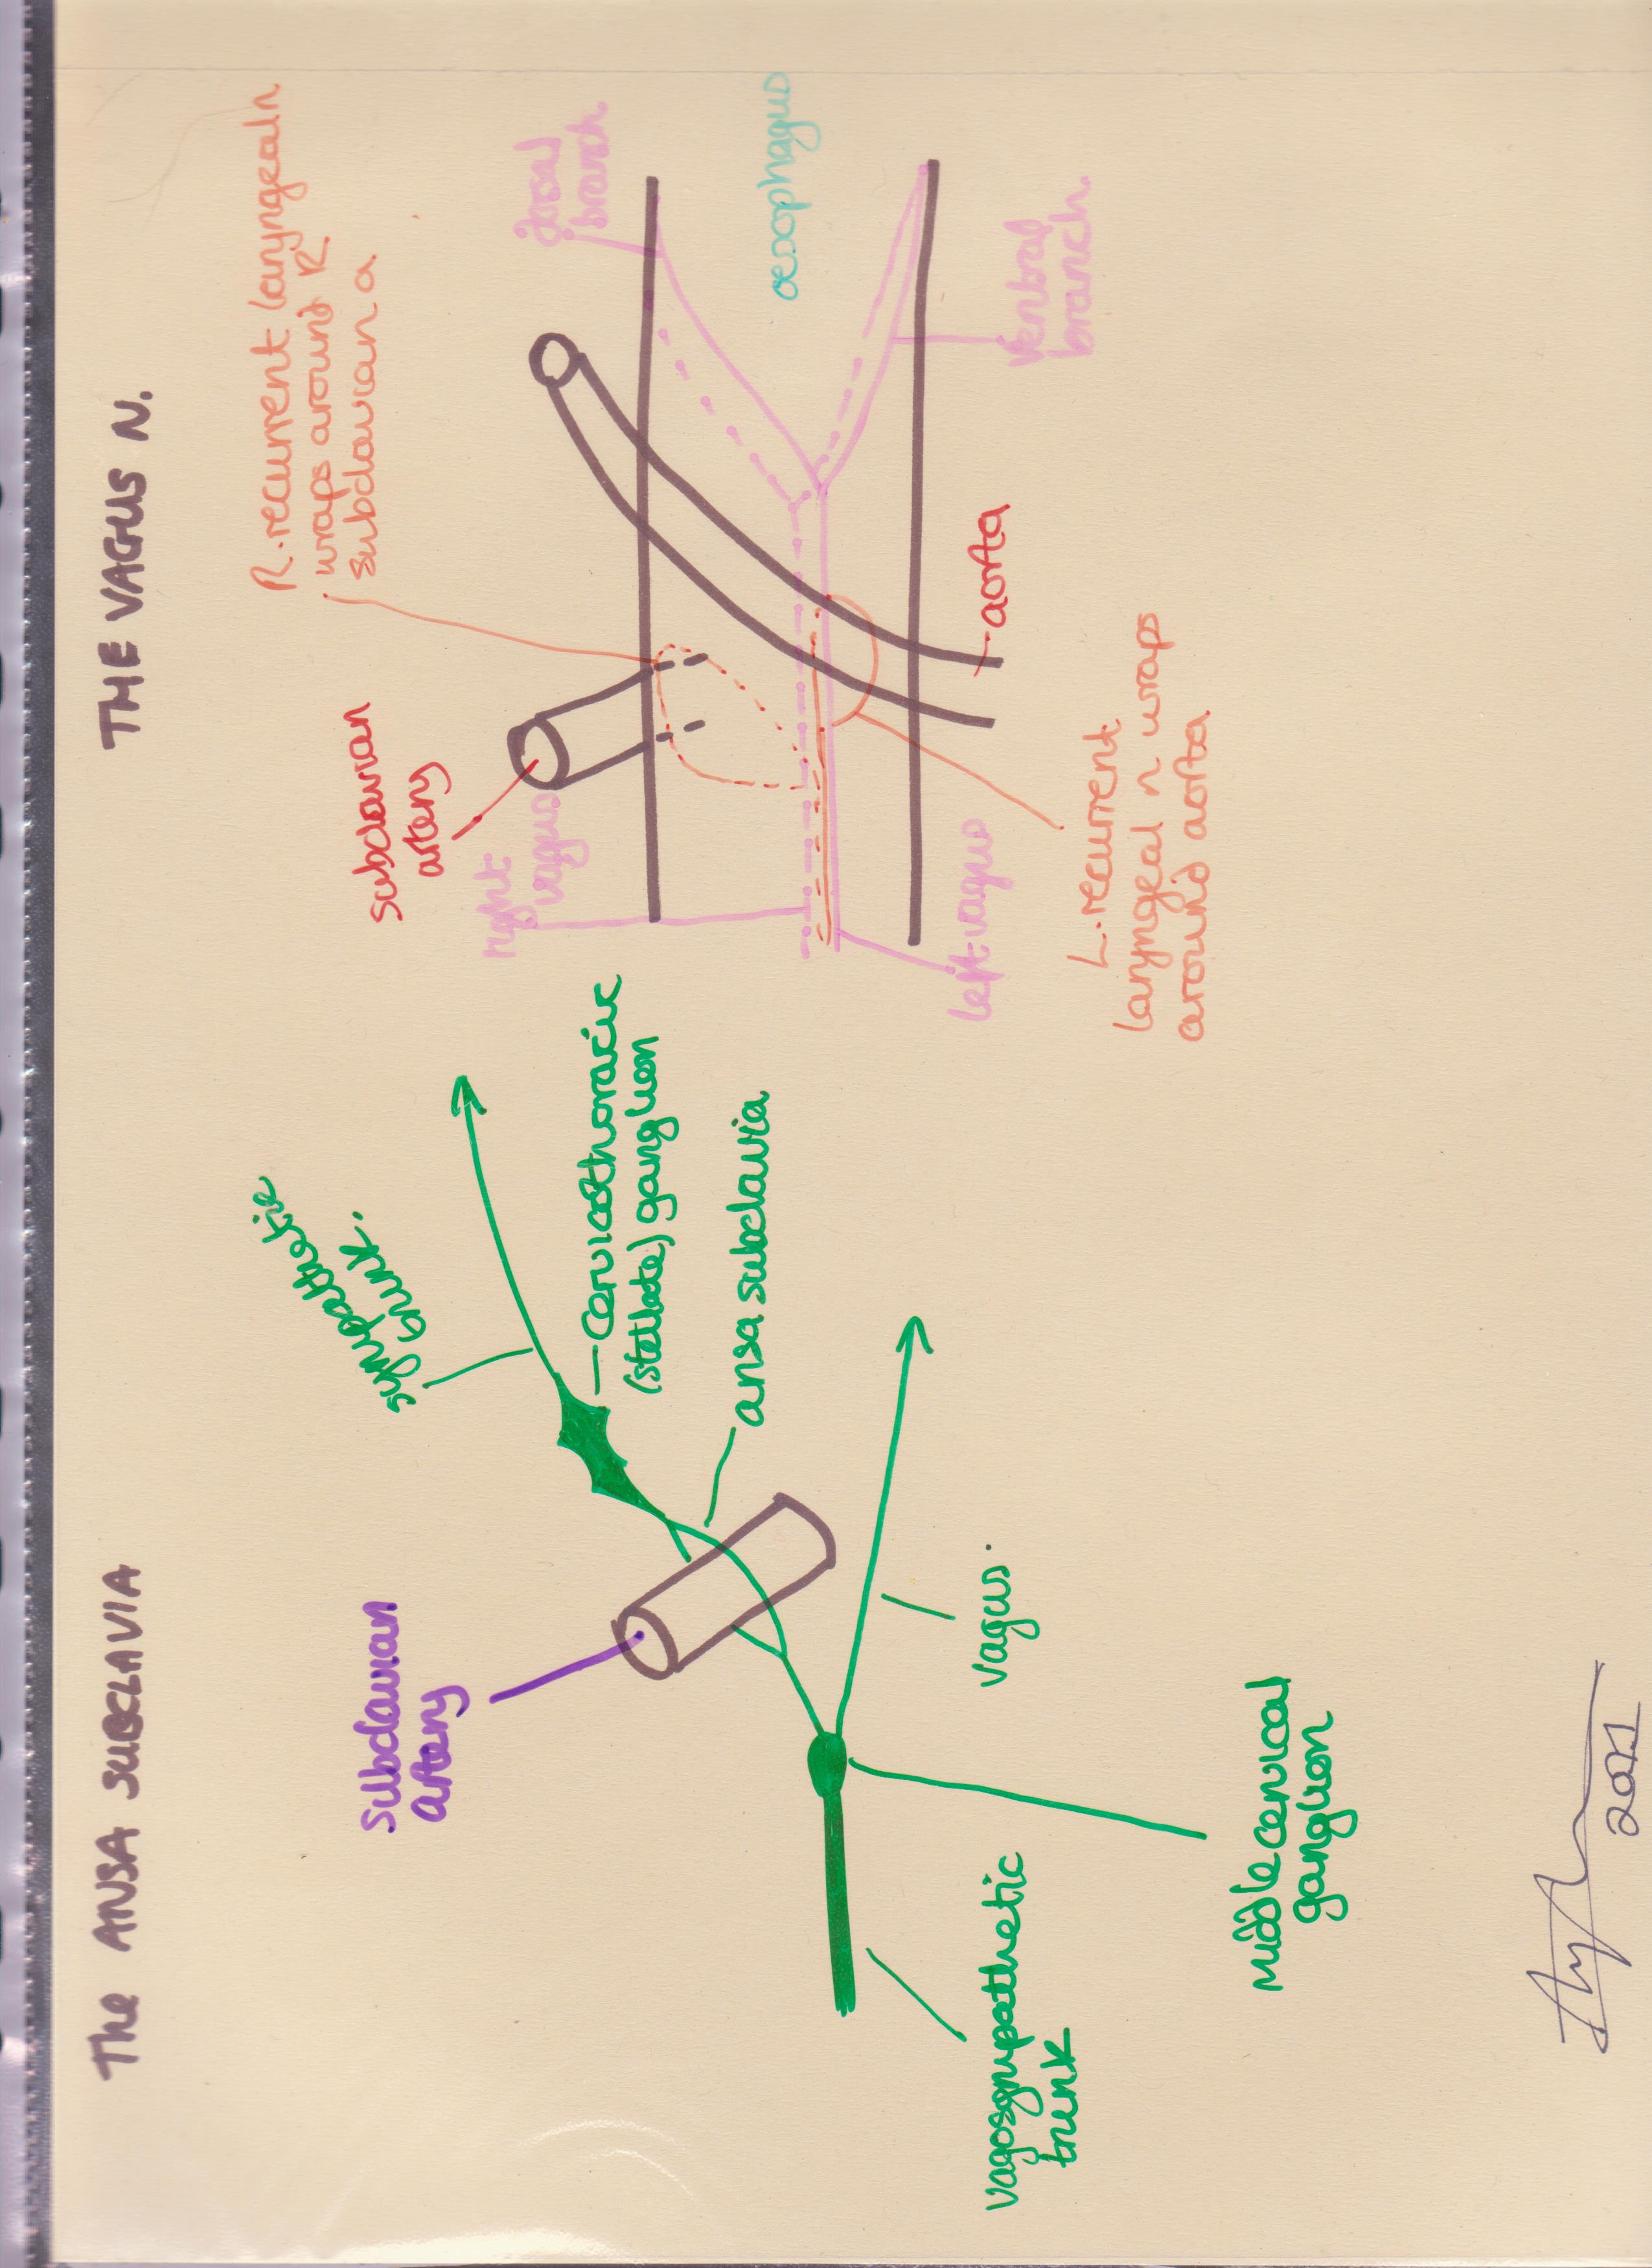 The ANSA SUBCLAVIA
subclavian
artery
sympathetic
trunk.
Cervicothoracic
(stellate) ganglion
ansa subclavia
vagus.
vagosympathetic
trunk
Middle cervical
ganglion
THE VAGUS N.
R. recurrent laryngeal n
wraps around R
subclavian a
subclavian
artery
right
vagus
dorsal
branch
oesophagus
ventral
branch.
aorta
left vagus
L. recurrent
laryngeal n wraps
around aorta